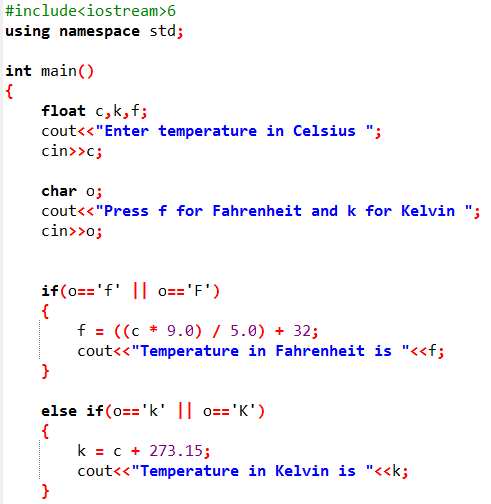 #include<iostream>6
using namespace std;
int main()
{
float c,k,f;
cout<<"Enter temperature in Celsius ";
cin>>c;
char o;
cout<<"Press f for Fahrenheit and k for Kelvin ";
cin>>o;
if(o=='f' || o=='F')
{
f = ((c * 9.0) / 5.0) + 32;
cout<<"Temperature in Fahrenheit is "<<f;
}
else if(o=='k' || o=='K')
{
k = c + 273.15;
cout<<"Temperature in Kelvin is "<<k;
}